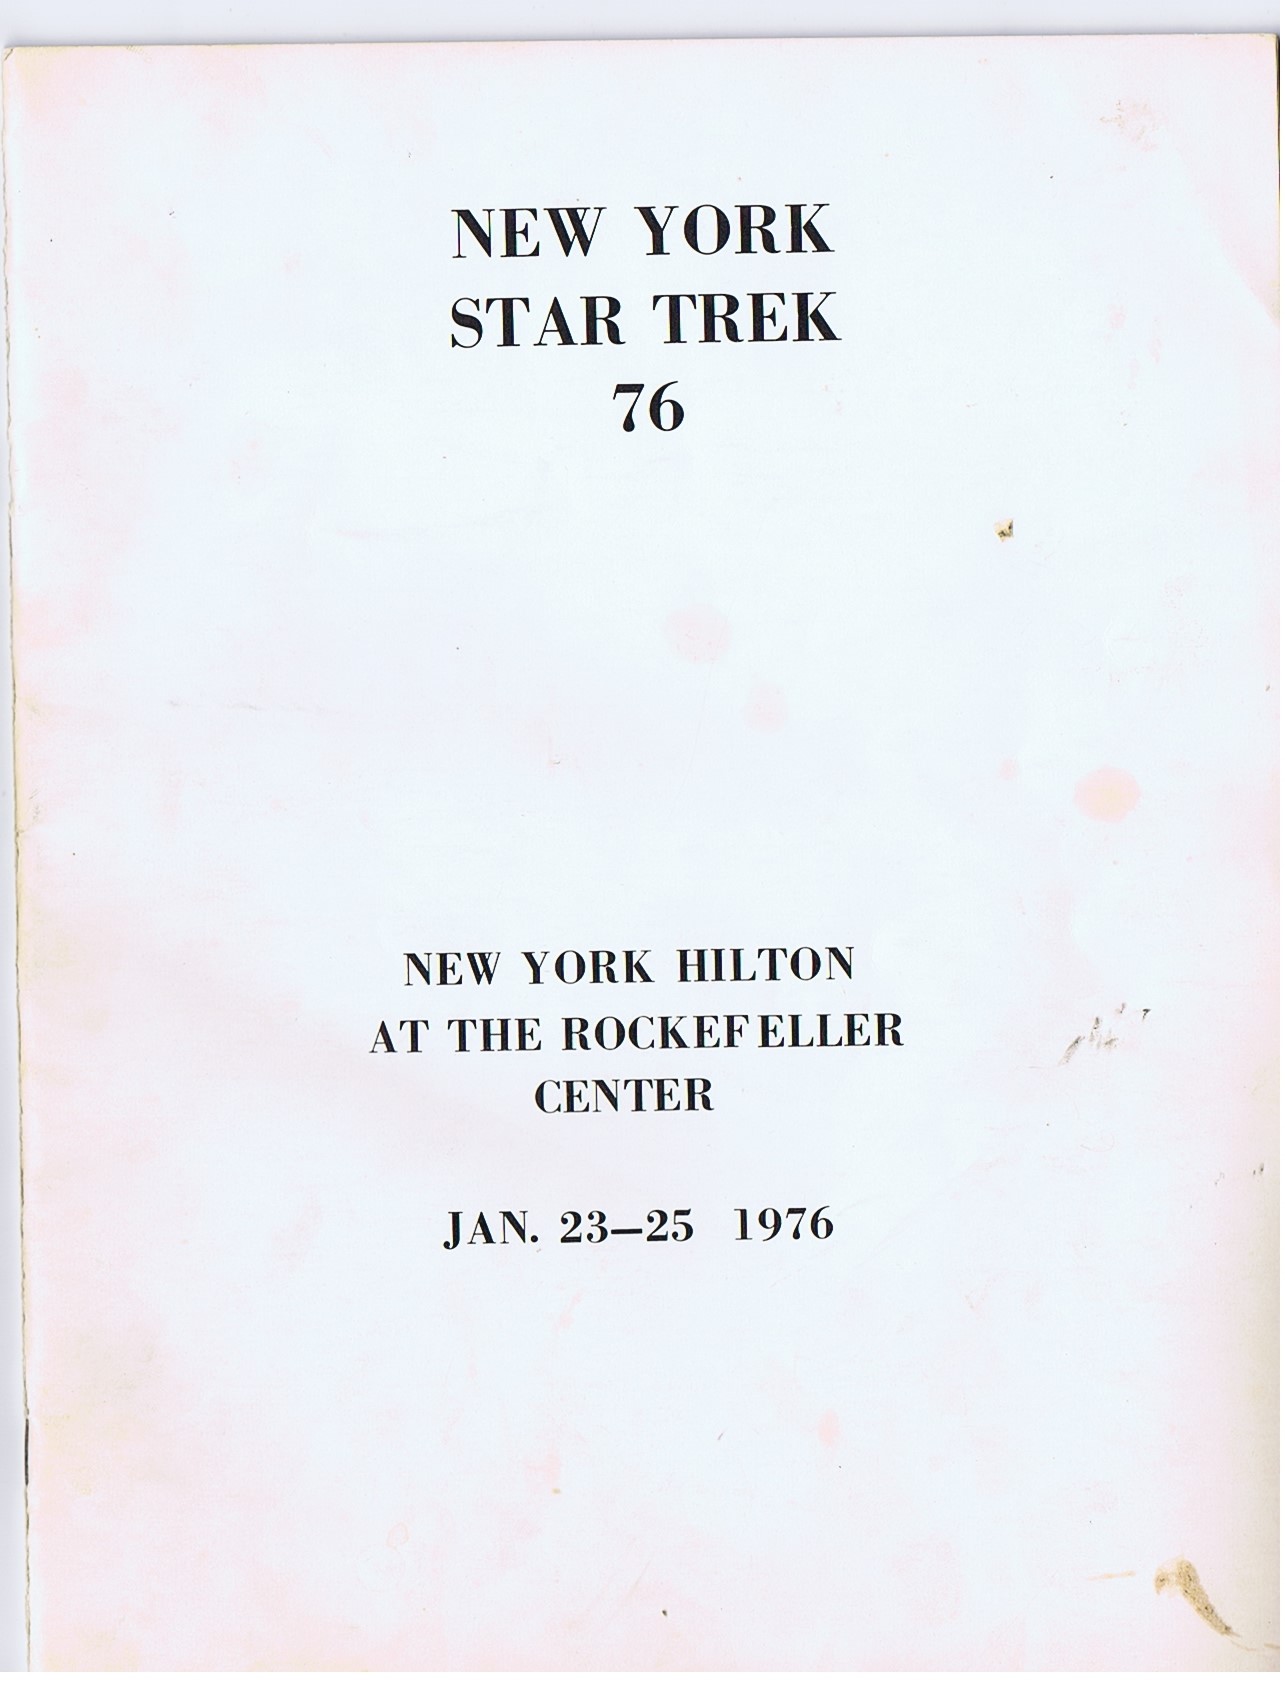 NEW YORK
STAR TREK
76
NEW YORK HILTON
AT THE ROCKEFELLER
CENTER
JAN. 23–25 1976